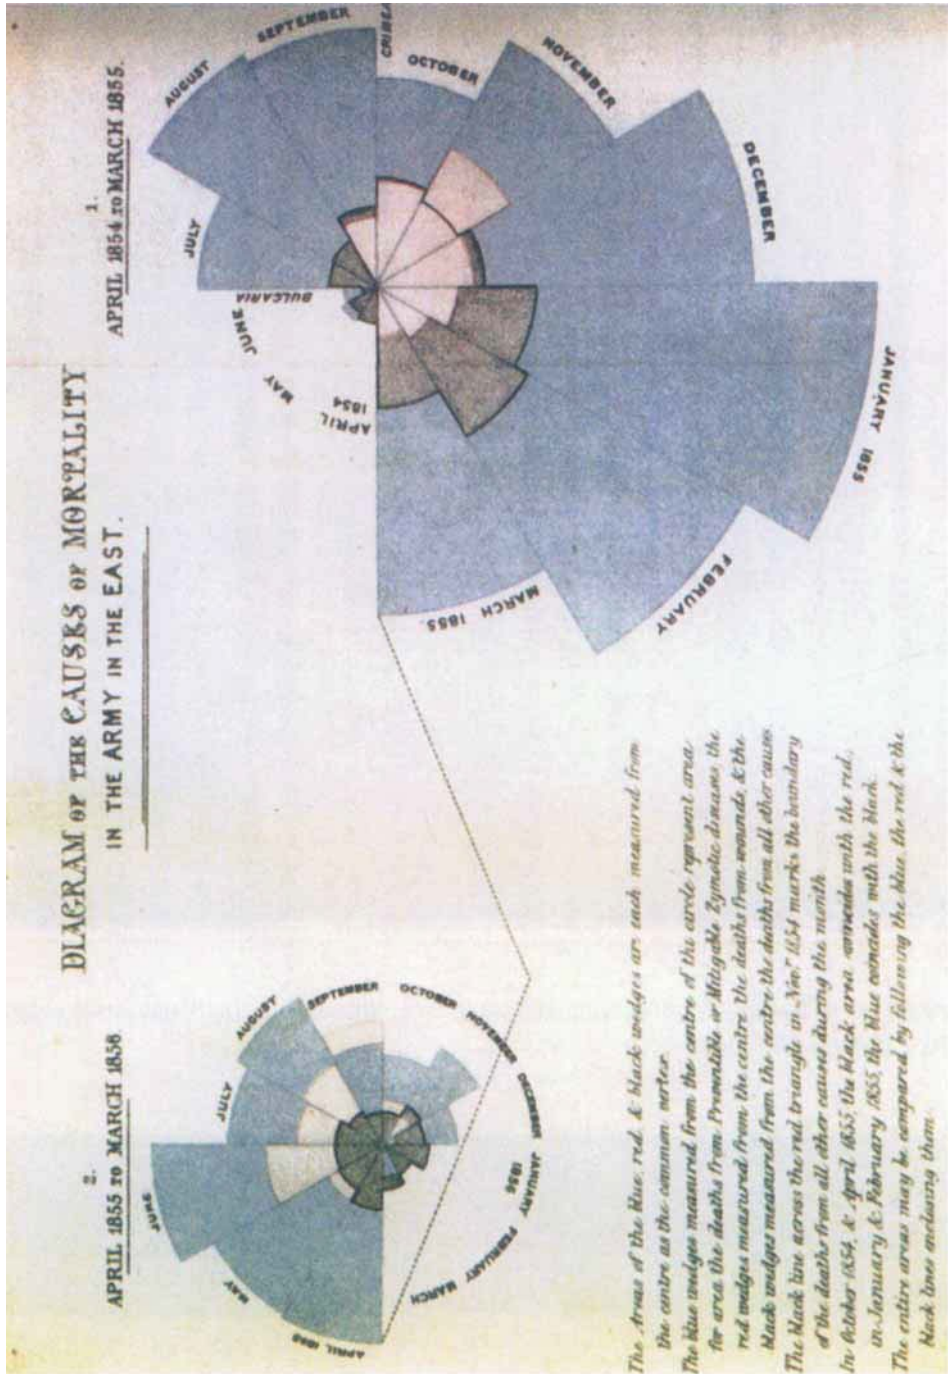 DIAGRAM OF THE CAUSES OF MORTALITY
IN THE ARMY IN THE EAST.
2.
APRIL 1855 TO MARCH 1856
1.
APRIL 1854 TO MARCH 1855.
APRIL 1855
MAY
JUNE
JULY
AUGUST
SEPTEMBER
OCTOBER
NOVEMBER
DECEMBER
JANUARY
1856
FEBRUARY
MARCH
APRIL
1854
MAY
JUNE
BULGARIA
JULY
AUGUST
SEPTEMBER
CRIMEA
OCTOBER
NOVEMBER
DECEMBER
JANUARY 1855
FEBRUARY
MARCH 1855.
The Areas of the blue, red, & black wedges are each measured from
the centre as the common vertex.
The blue wedges measured from the centre of the circle represent area
for area the deaths from Preventible or Mitigable Zymotic diseases, the
red wedges measured from the centre the deaths from wounds, & the
black wedges measured from the centre the deaths from all other causes.
The black line across the red triangle in Novr. 1854 marks the boundary
of the deaths from all other causes during the month.
In October 1854, & April 1855, the black area coincides with the red,
in January & February 1855, the blue coincides with the black.
The entire areas may be compared by following the blue, the red & the
black lines enclosing them.